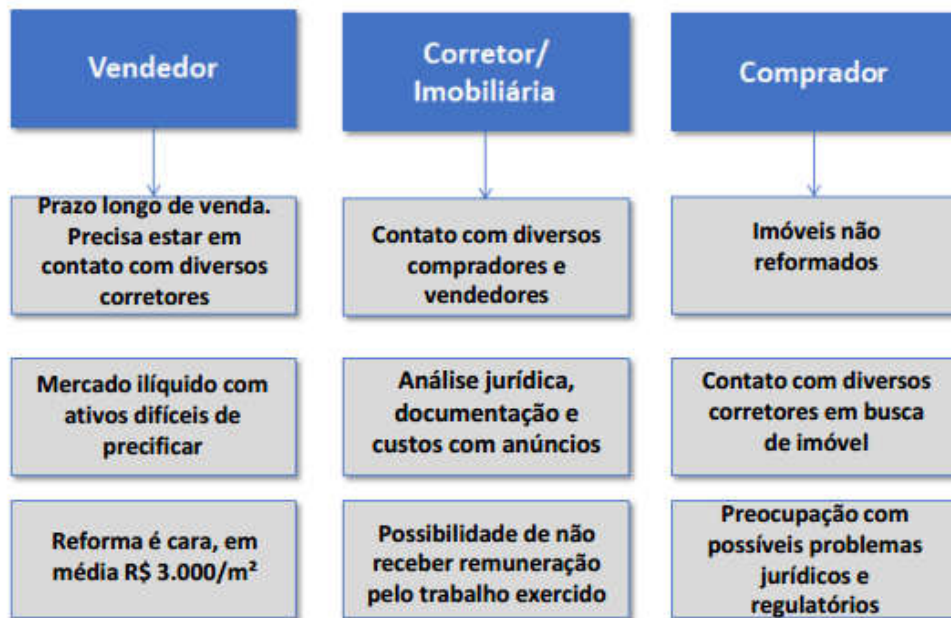 Vendedor
Corretor/
Imobiliária
Comprador
Prazo longo de venda.
Precisa estar em
contato com diversos
corretores
Contato com diversos
compradores e
vendedores
Imóveis não
reformados
Mercado ilíquido com
ativos difíceis de
precificar
Análise jurídica,
documentação e
custos com anúncios
Contato com diversos
corretores em busca
de imóvel
Reforma é cara, em
média R$ 3.000/m²
Possibilidade de não
receber remuneração
pelo trabalho exercido
Preocupação com
possíveis problemas
jurídicos e
regulatórios